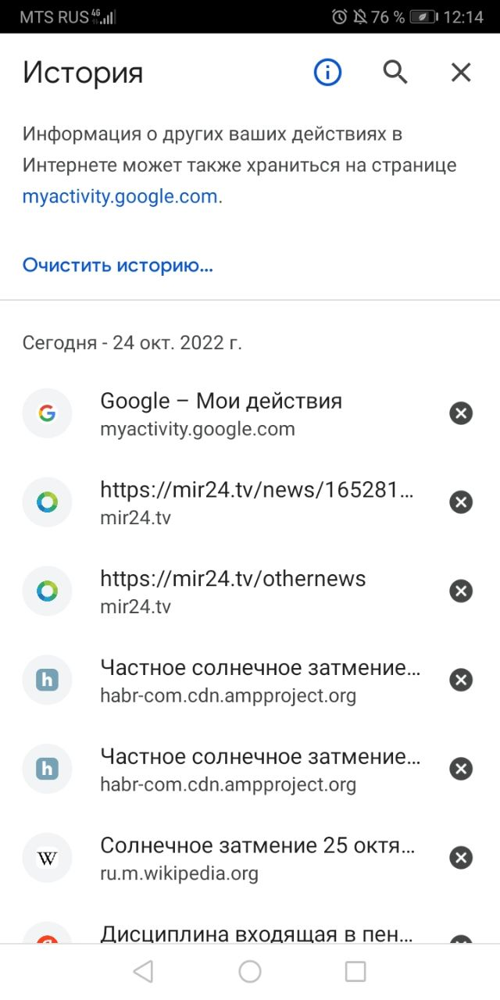 MTS RUS 4G 76 % 12:14
История
Информация о других ваших действиях в
Интернете может также храниться на странице
myactivity.google.com.
Очистить историю...
Сегодня - 24 окт. 2022 г.
Google – Мои действия
myactivity.google.com
https://mir24.tv/news/165281...
mir24.tv
https://mir24.tv/othernews
mir24.tv
Частное солнечное затмение...
h
habr-com.cdn.ampproject.org
Частное солнечное затмение...
h
habr-com.cdn.ampproject.org
Солнечное затмение 25 октя...
W
ru.m.wikipedia.org
Дисциплина входящая в пен...